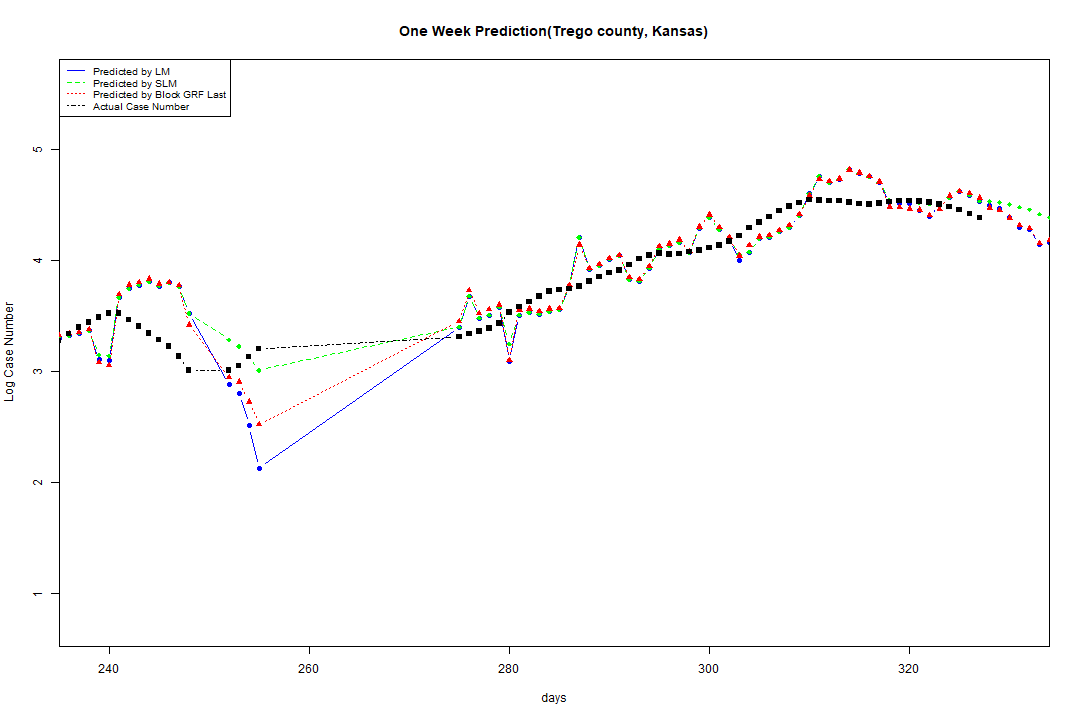 One Week Prediction(Trego county, Kansas)
Predicted by LM
Predicted by SLM
Predicted by Block GRF Last
Actual Case Number
5
4
3
2
1
Log Case Number
240 260 280 300 320
days